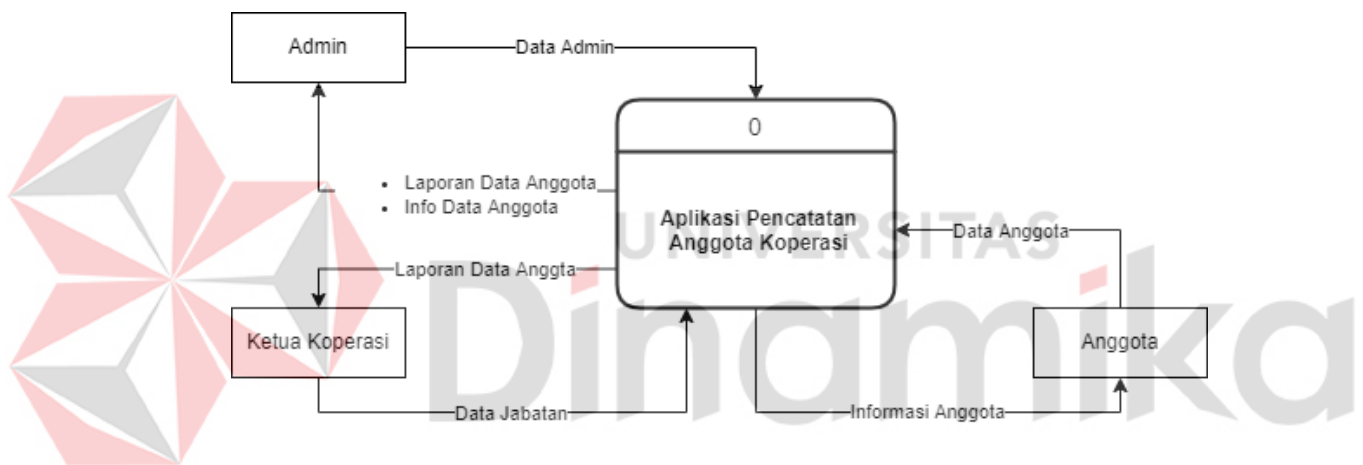 Admin
Data Admin
0
• Laporan Data Anggota
• Info Data Anggota
Aplikasi Pencatatan
Anggota Koperasi
UNIVERSITAS
Data Anggota
Laporan Data Anggta
Dinamika
Ketua Koperasi
Anggota
Data Jabatan
Informasi Anggota